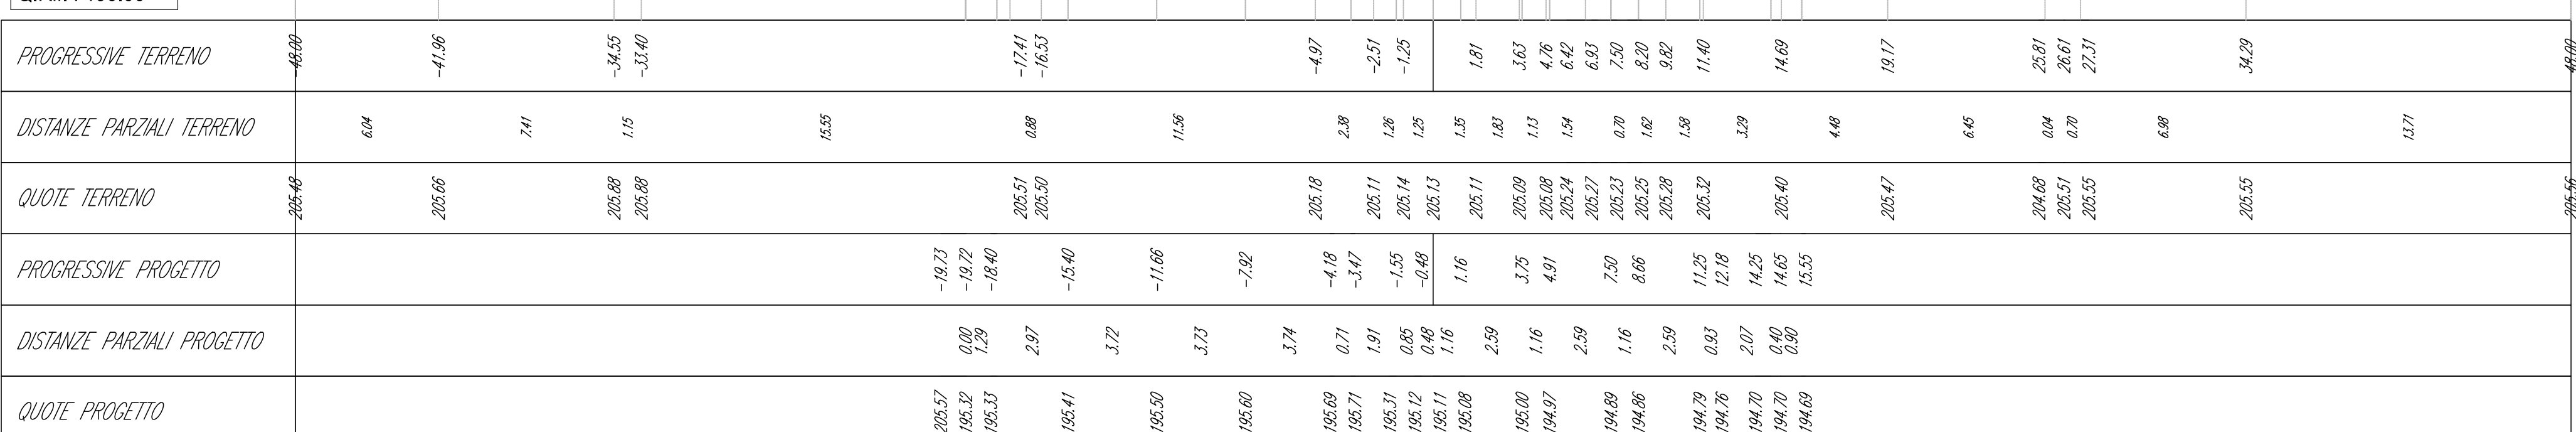 PROGRESSIVE TERRENO -48.00 -41.96 -34.55 -33.40 -17.41 -16.53 -4.97 -2.51 -1.25 1.81 3.63 4.76 6.42 6.93 7.50 8.20 9.82 11.40 14.69 19.17 25.81 26.61 27.31 34.29 48.00
DISTANZE PARZIALI TERRENO 6.04 7.41 1.15 15.55 0.88 11.56 2.38 1.26 1.25 1.35 1.83 1.13 1.54 0.70 1.62 1.58 3.29 4.48 6.45 0.04 0.70 6.98 13.71
QUOTE TERRENO 205.48 205.66 205.88 205.88 205.51 205.50 205.18 205.11 205.14 205.13 205.11 205.09 205.08 205.24 205.27 205.23 205.25 205.28 205.32 205.40 205.47 204.68 205.51 205.55 205.55 205.56
PROGRESSIVE PROGETTO -19.73 -19.72 -18.40 -15.40 -11.66 -7.92 -4.18 -3.47 -1.55 -0.48 1.16 3.75 4.91 7.50 8.66 11.25 12.18 14.25 14.65 15.55
DISTANZE PARZIALI PROGETTO 0.00 1.29 2.97 3.72 3.73 3.74 0.71 1.91 0.85 0.48 1.16 2.59 1.16 2.59 1.16 2.59 0.93 2.07 0.40 0.90
QUOTE PROGETTO 205.57 195.32 195.33 195.41 195.50 195.60 195.69 195.71 195.31 195.12 195.11 195.08 195.00 194.97 194.89 194.86 194.79 194.76 194.70 194.70 194.69